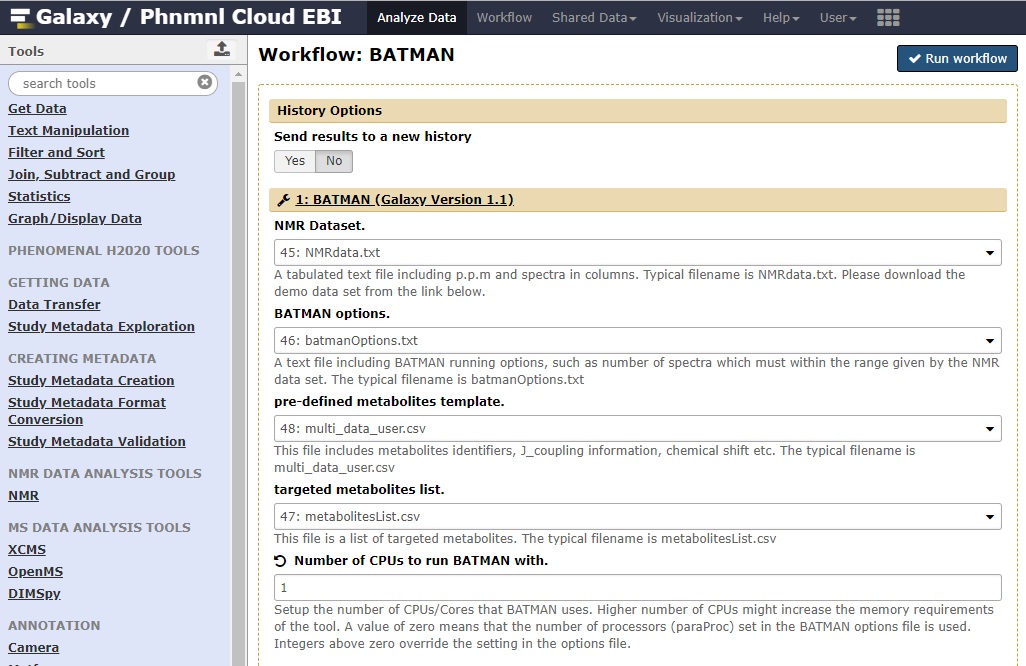 Galaxy / Phnmnl Cloud EBI
Analyze Data Workflow Shared Data Visualization Help User
Tools
search tools
Get Data
Text Manipulation
Filter and Sort
Join, Subtract and Group
Statistics
Graph/Display Data
PHENOMENAL H2020 TOOLS
GETTING DATA
Data Transfer
Study Metadata Exploration
CREATING METADATA
Study Metadata Creation
Study Metadata Format
Conversion
Study Metadata Validation
NMR DATA ANALYSIS TOOLS
NMR
MS DATA ANALYSIS TOOLS
XCMS
OpenMS
DIMSpy
ANNOTATION
Camera
Workflow: BATMAN
Run workflow
History Options
Send results to a new history
Yes No
1: BATMAN (Galaxy Version 1.1)
NMR Dataset.
45: NMRdata.txt
A tabulated text file including p.p.m and spectra in columns. Typical filename is NMRdata.txt. Please download the
demo data set from the link below.
BATMAN options.
46: batmanOptions.txt
A text file including BATMAN running options, such as number of spectra which must within the range given by the NMR
data set. The typical filename is batmanOptions.txt
pre-defined metabolites template.
48: multi_data_user.csv
This file includes metabolites identifiers, J_coupling information, chemical shift etc. The typical filename is
multi_data_user.csv
targeted metabolites list.
47: metabolitesList.csv
This file is a list of targeted metabolites. The typical filename is metabolitesList.csv
Number of CPUs to run BATMAN with.
1
Setup the number of CPUs/Cores that BATMAN uses. Higher number of CPUs might increase the memory requirements
of the tool. A value of zero means that the number of processors (paraProc) set in the BATMAN options file is used.
Integers above zero override the setting in the options file.